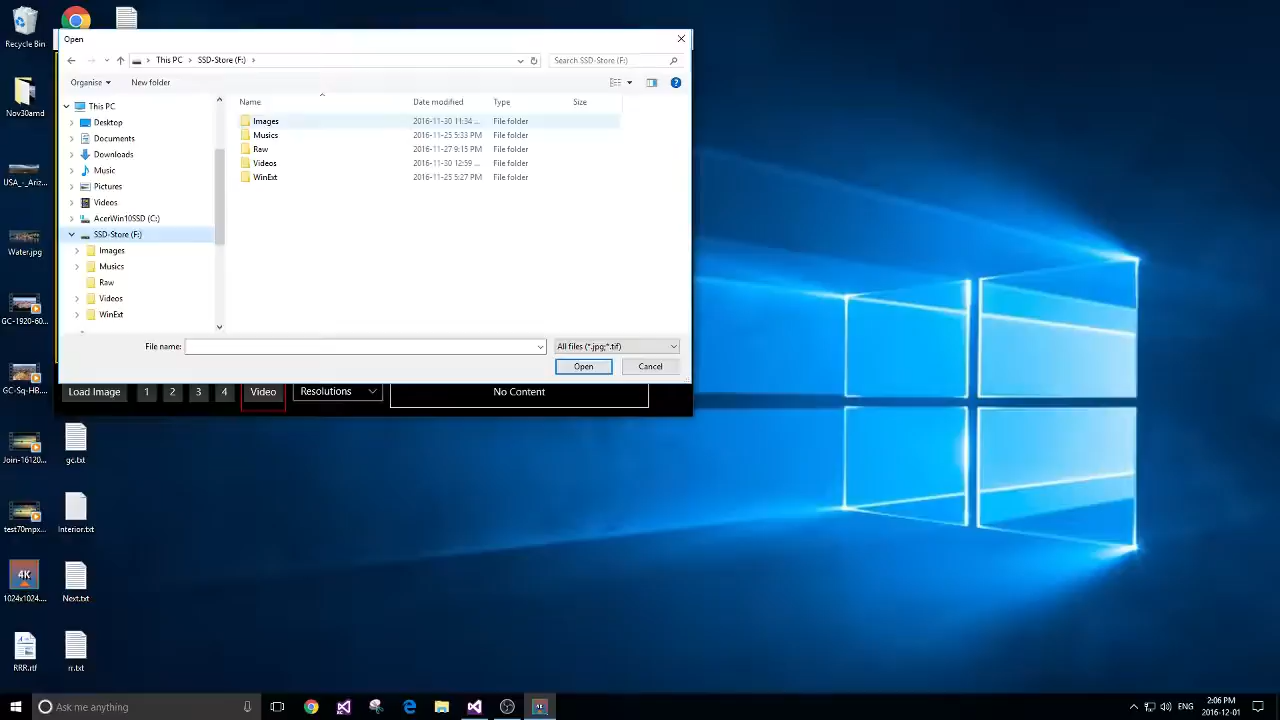 Recycle Bin
Nov30amd
USA_, Ariz...
Water.jpg
GC-1920-60...
GC-Sq-HB...
Join-16120...
gc.txt
test70mpx...
Interior.txt
1024x1024....
Next.txt
RRR.rtf
rr.txt
4K
Open
This PC
SSD-Store (F:)
Search SSD-Store (F:)
Organise
New folder
Name
Date modified
Type
Size
This PC
Desktop
Documents
Downloads
Music
Pictures
Videos
AcerWin10SSD (C:)
SSD-Store (F:)
Images
Musics
Raw
Videos
WinExt
Images 2016-11-30 11:34 ... File folder
Musics 2016-11-25 5:33 PM File folder
Raw 2016-11-27 9:15 PM File folder
Videos 2016-11-30 12:59 ... File folder
WinExt 2016-11-25 5:27 PM File folder
File name:
All files (*.jpg;*.tif)
Open
Cancel
Load Image 1 2 3 4 Video Resolutions No Content
Ask me anything
ENG
2:06 PM
2016-12-01